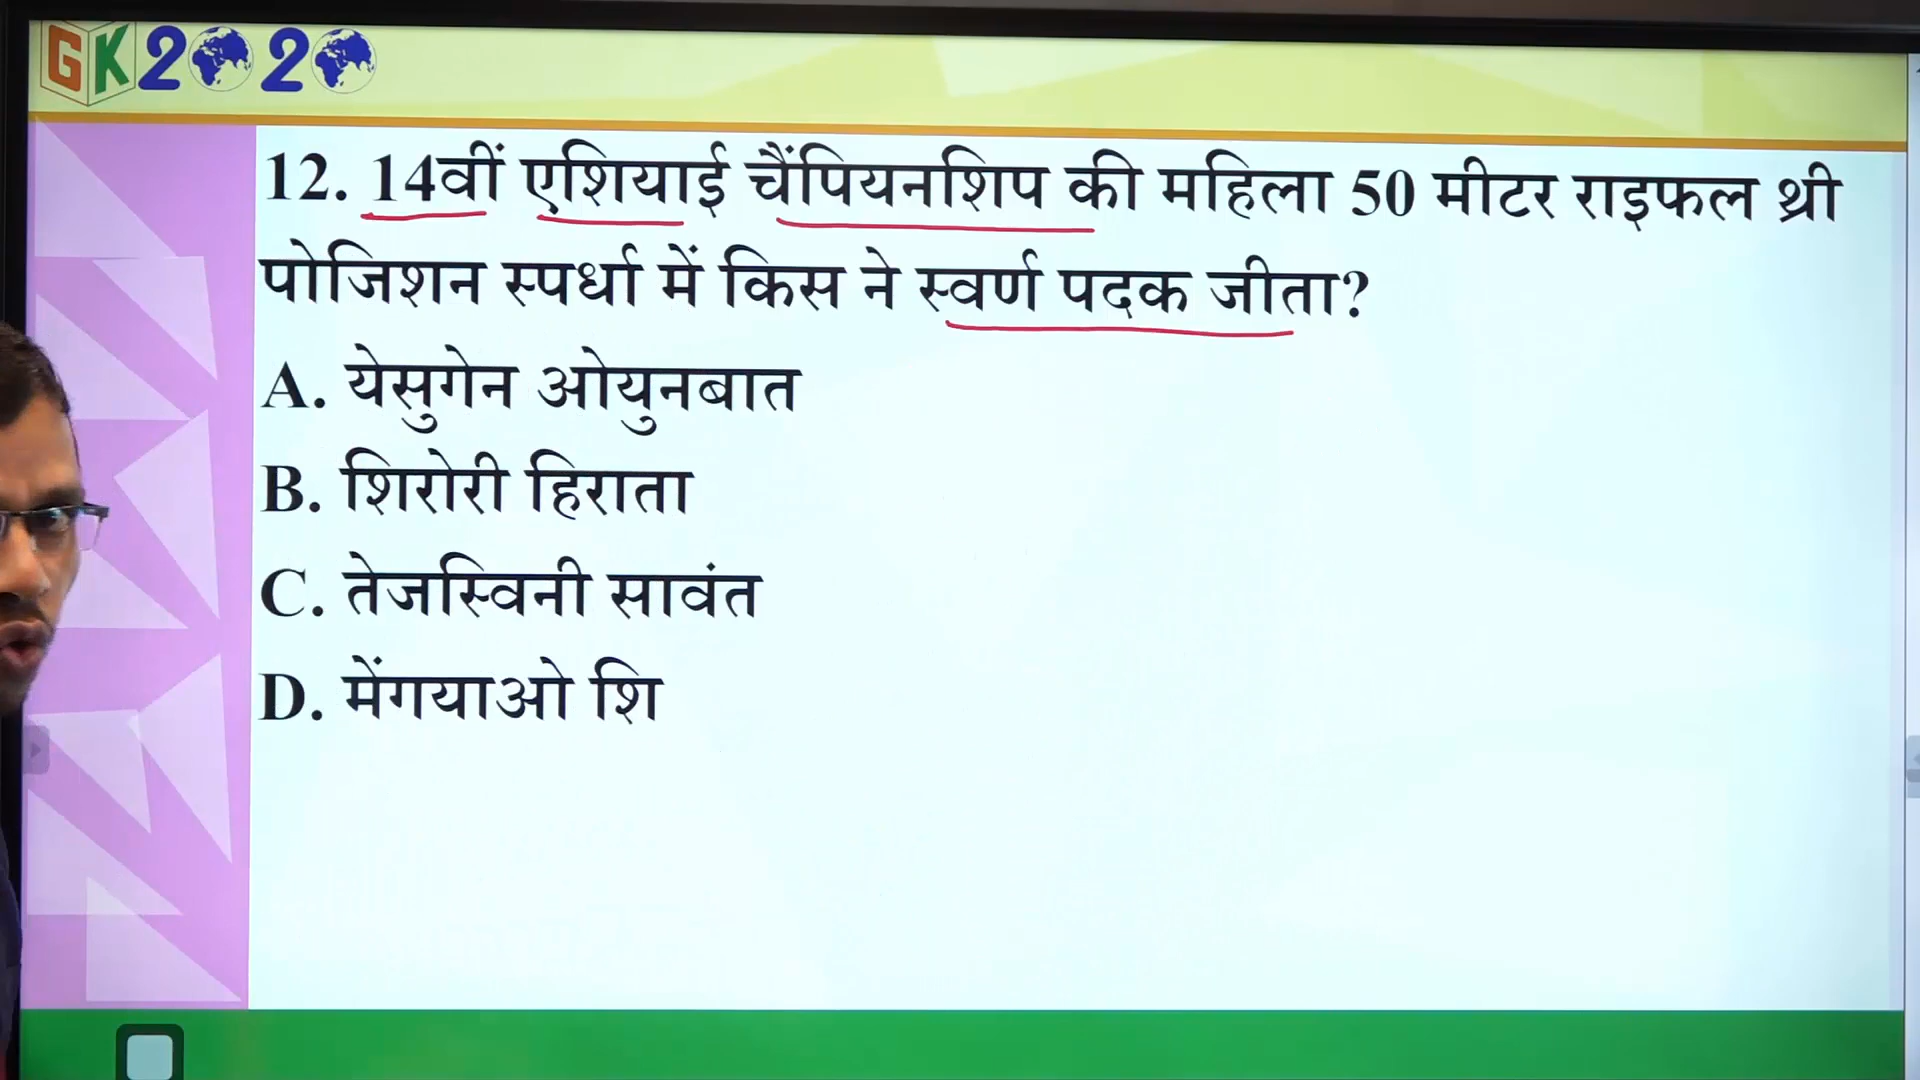 GK2020
12. 14वीं एशियाई चैंपियनशिप की महिला 50 मीटर राइफल थ्री
पोजिशन स्पर्धा में किस ने स्वर्ण पदक जीता?
A. येसुगेन ओयुनबात
B. शिरोरी हिराता
C. तेजस्विनी सावंत
D. मेंगयाओ शि